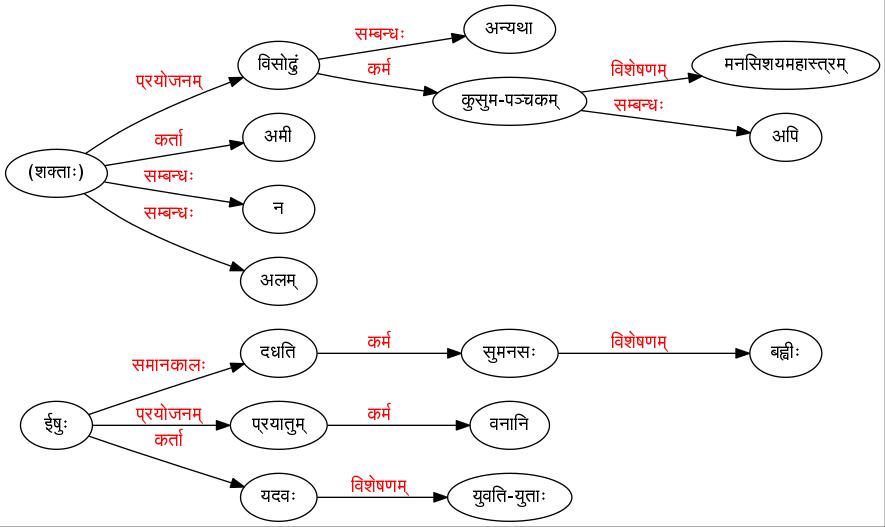 अन्यथा
सम्बन्धः
विसोढुं
कर्म
विशेषणम्
मनसिशयमहास्त्रम्
प्रयोजनम्
कुसुम-पञ्चकम्
सम्बन्धः
अमी
अपि
कर्ता
(शक्ताः)
सम्बन्धः
न
सम्बन्धः
अलम्
दधति
कर्म
सुमनसः
विशेषणम्
बह्वीः
समानकालः
ईषुः
प्रयोजनम्
प्रयातुम्
कर्म
वनानि
कर्ता
यदवः
विशेषणम्
युवति-युताः